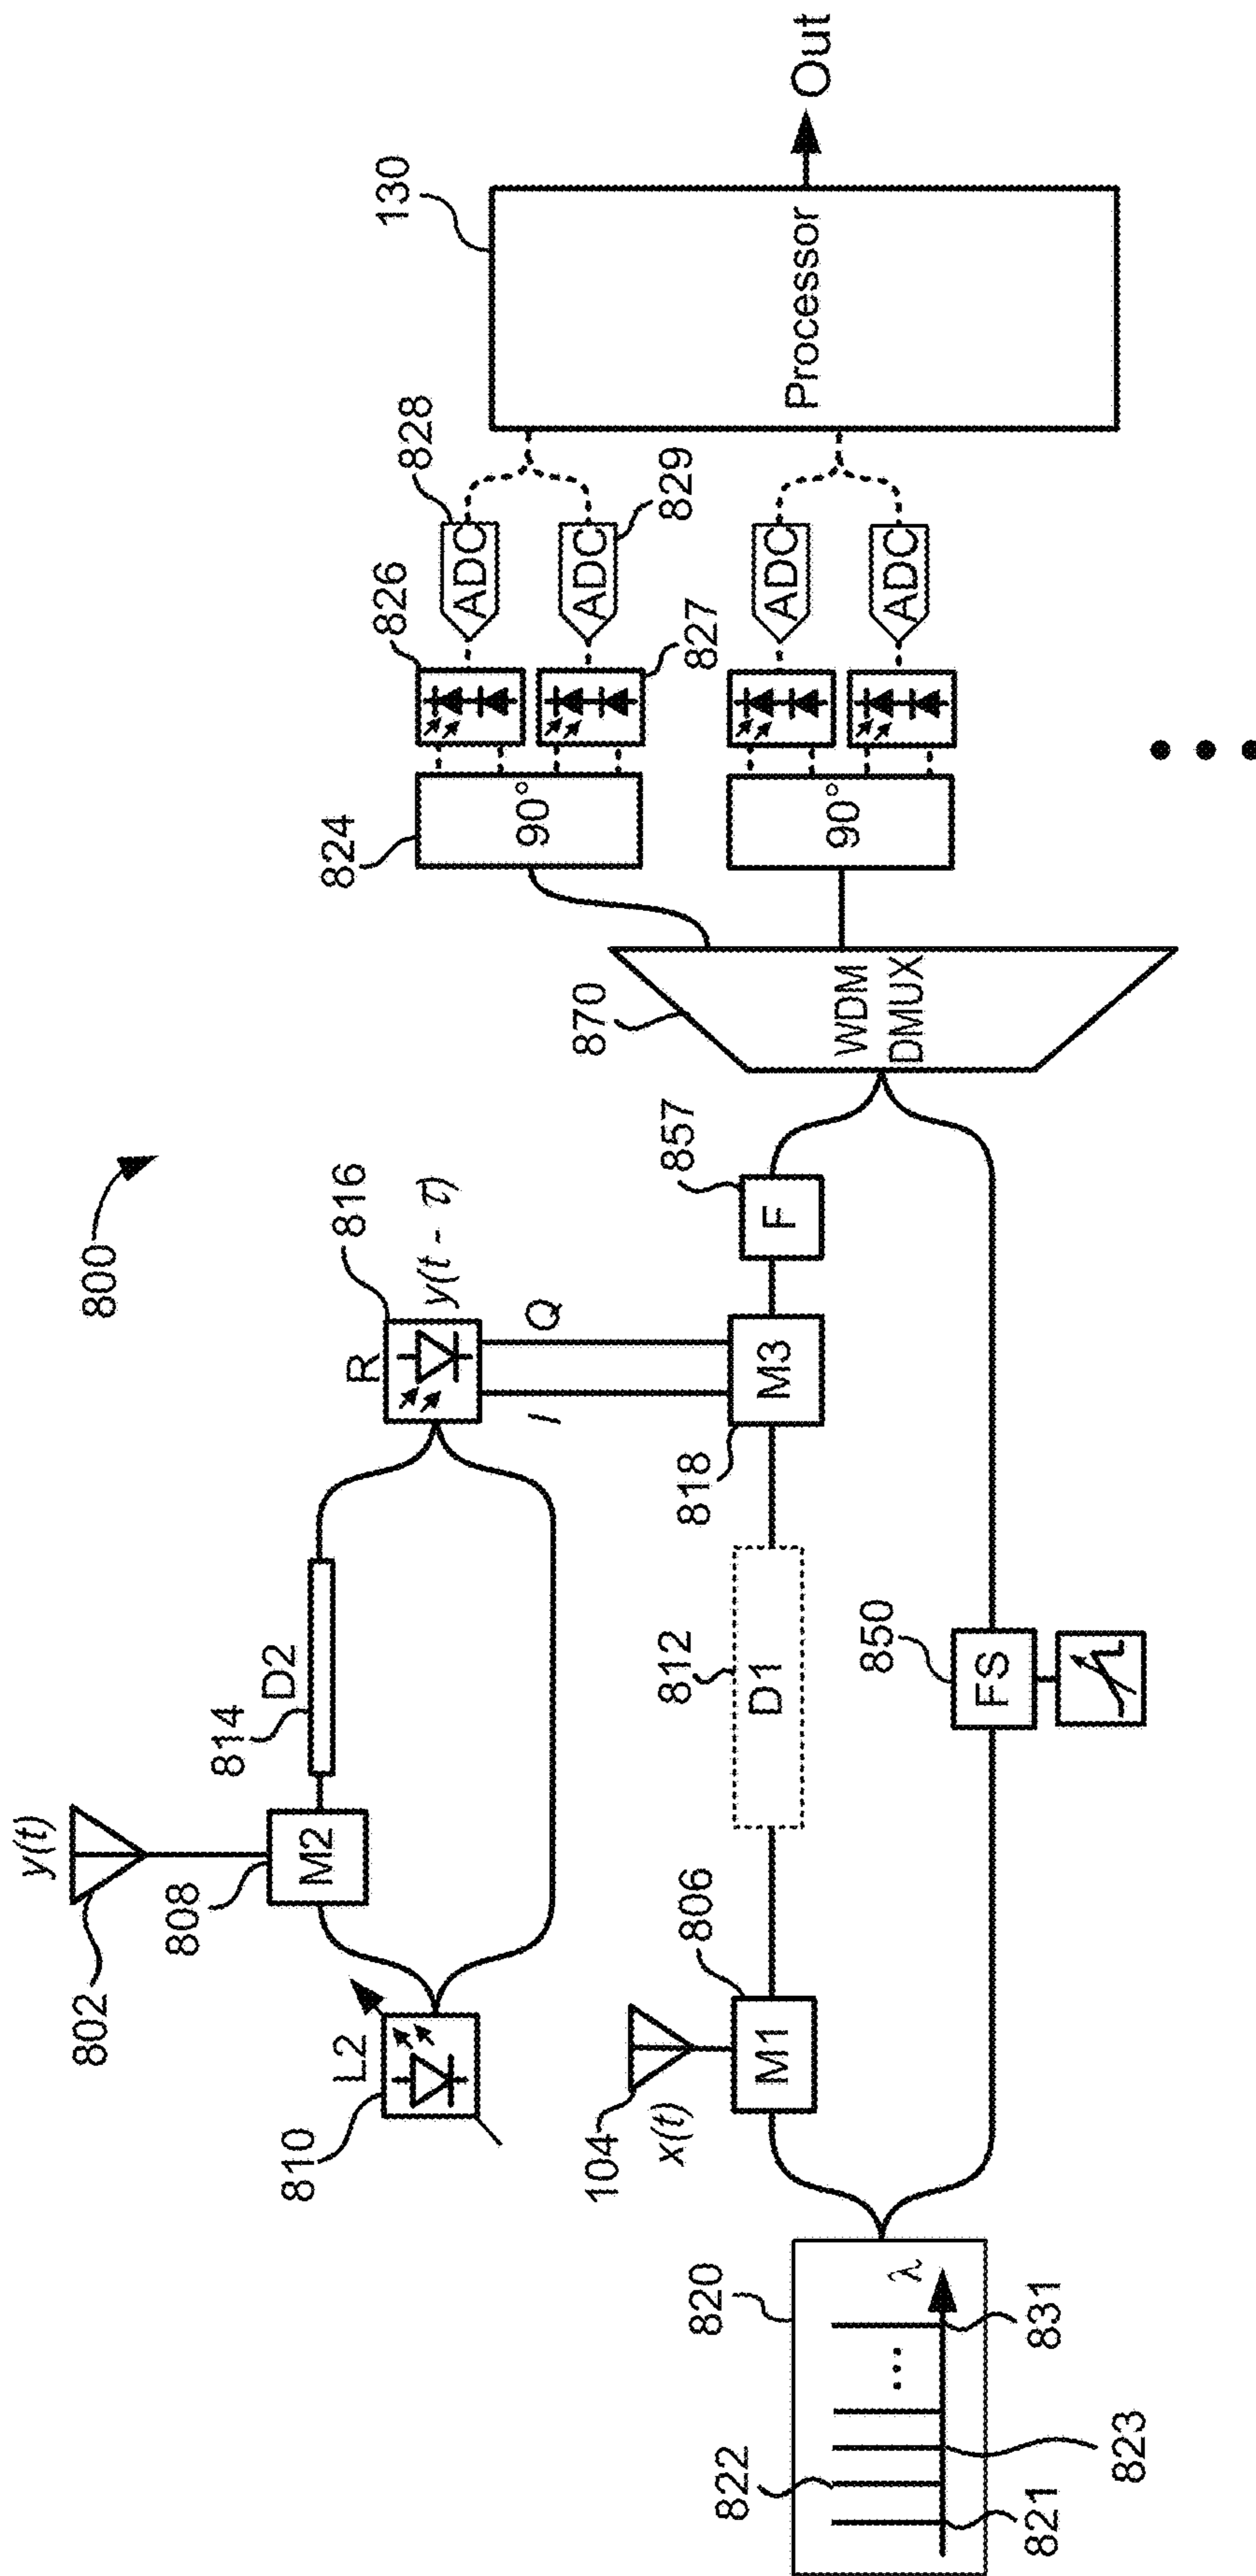 800
y(t)
802
808
M2
814
D2
L2
810
R
816
y(t - τ)
I
Q
104
x(t)
M1
806
812
D1
818
M3
857
F
850
FS
820
λ
...
821
822
823
831
870
WDM
DMUX
824
90°
826
827
828
ADC
829
ADC
90°
ADC
ADC
130
Processor
Out